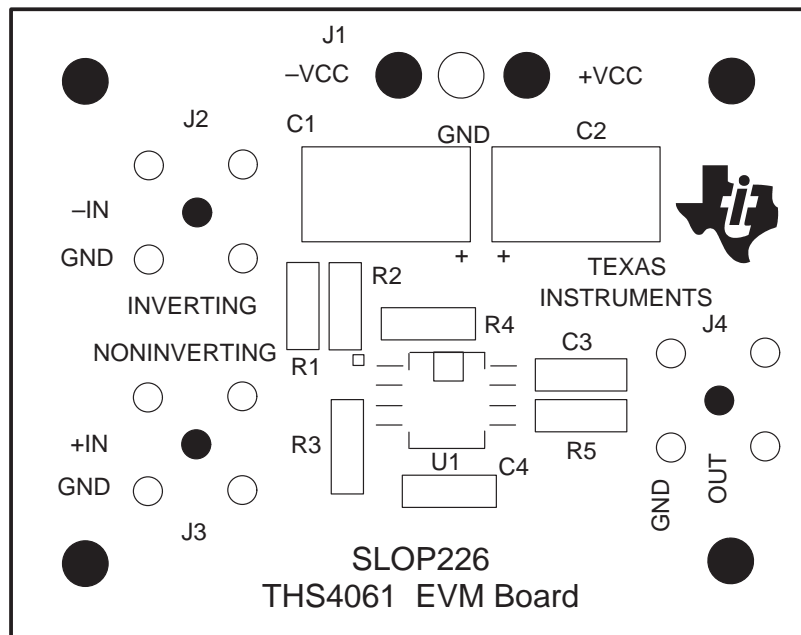 J1
–VCC
+VCC
J2
C1
GND
C2
–IN
GND
+ +
TEXAS
INSTRUMENTS
R2
INVERTING
R4
J4
NONINVERTING
R1
C3
+IN
R3
R5
U1
C4
GND
GND
OUT
J3
SLOP226
THS4061 EVM Board